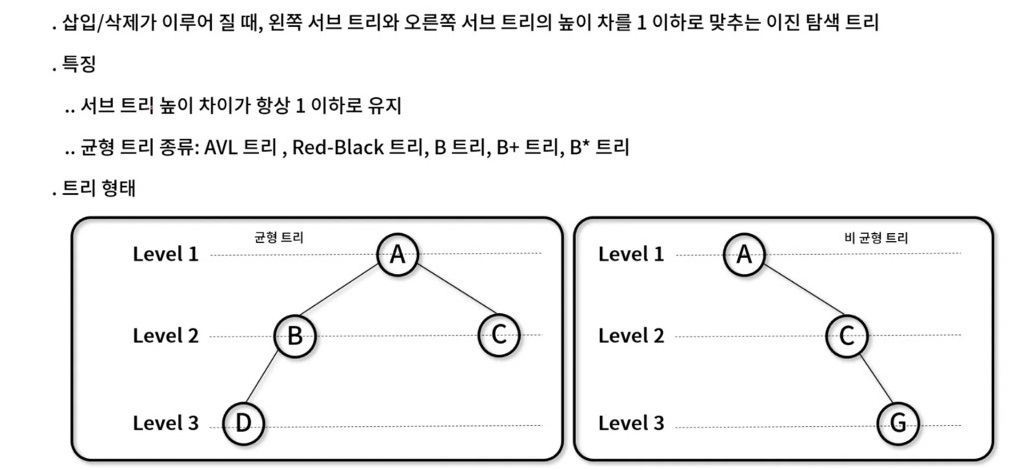 . 삽입/삭제가 이루어 질 때, 왼쪽 서브 트리와 오른쪽 서브 트리의 높이 차를 1 이하로 맞추는 이진 탐색 트리
. 특징
.. 서브 트리 높이 차이가 항상 1 이하로 유지
.. 균형 트리 종류: AVL 트리 , Red-Black 트리, B 트리, B+ 트리, B* 트리
. 트리 형태
균형 트리
Level 1 A
Level 2 B C
Level 3 D
비 균형 트리
Level 1 A
Level 2 C
Level 3 G